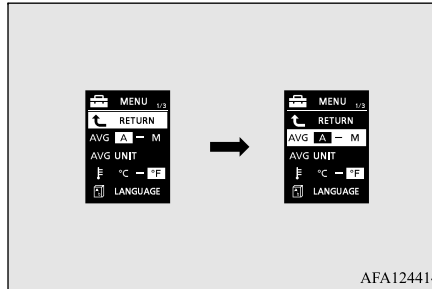 MENU 1/3
RETURN
AVG A – M
AVG UNIT
°C – °F
LANGUAGE
MENU 1/3
RETURN
AVG A – M
AVG UNIT
°C – °F
LANGUAGE
AFA12441